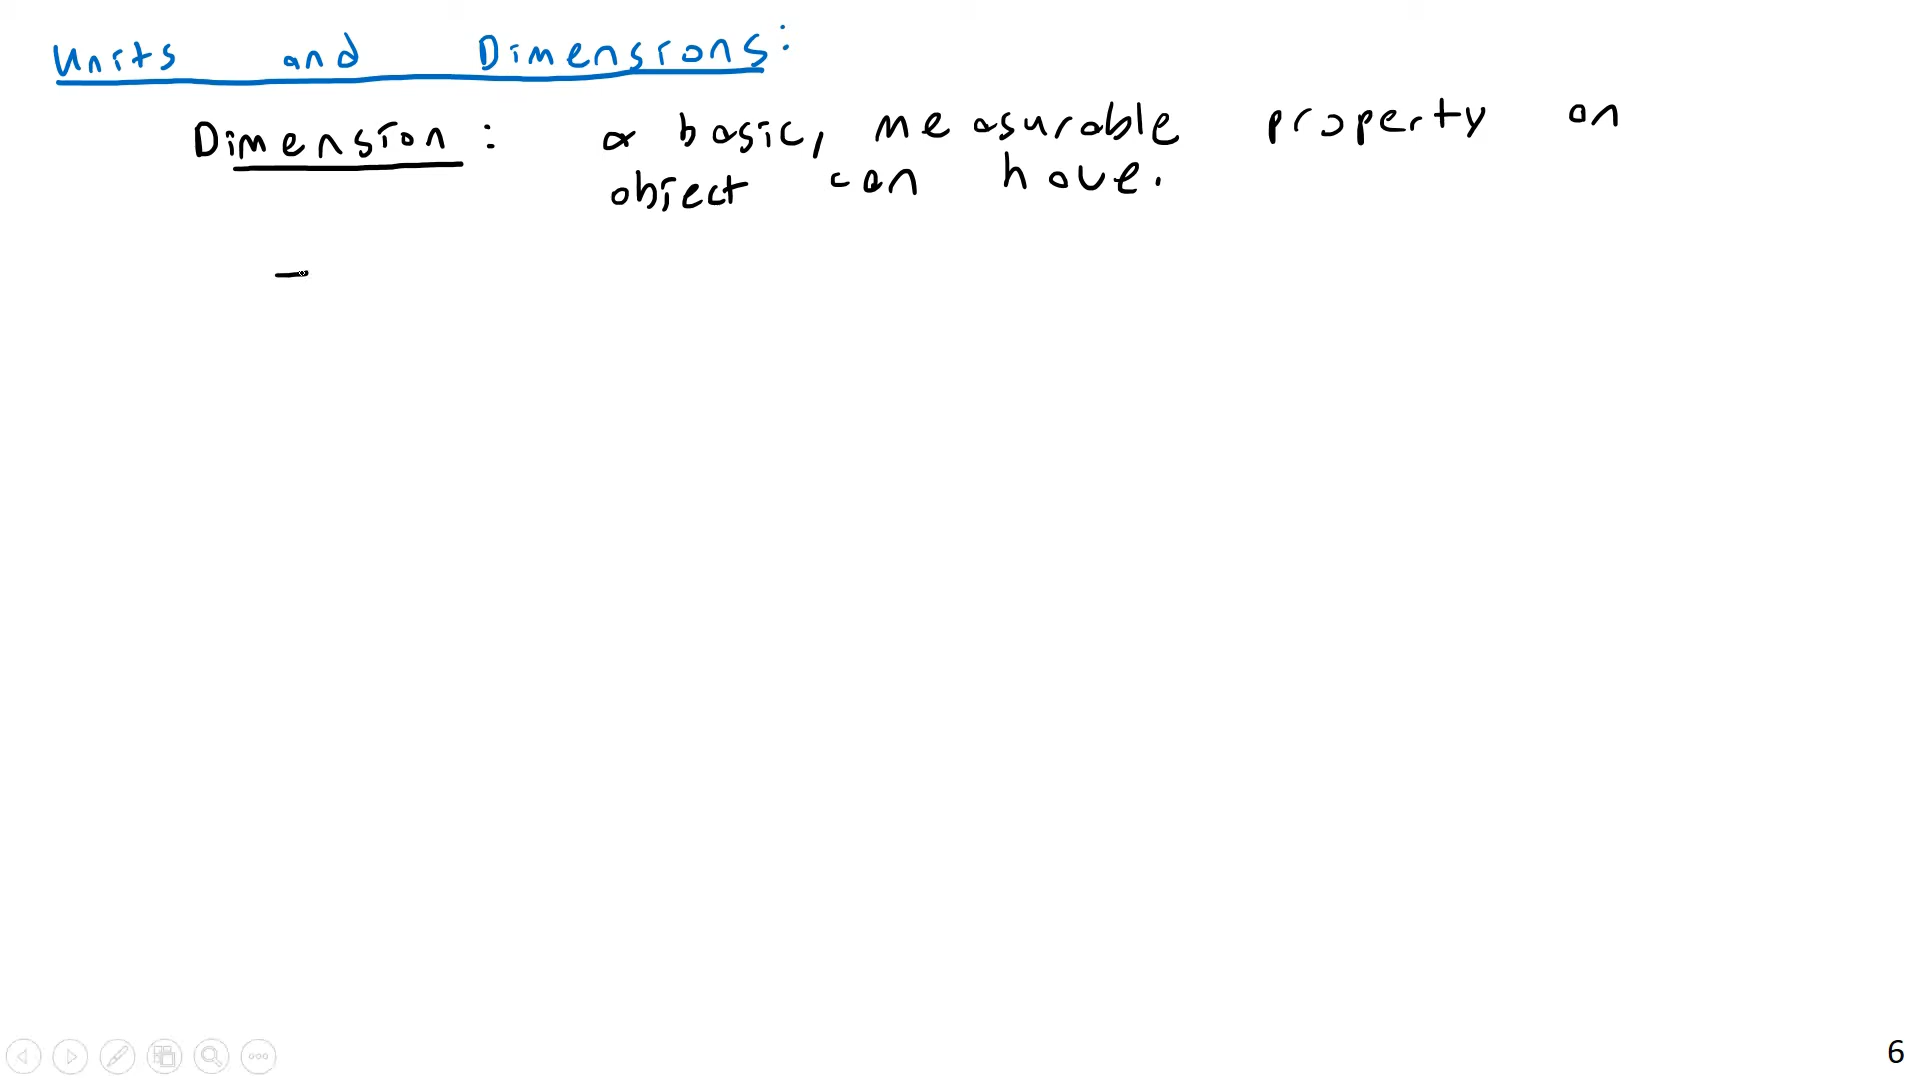 Units and Dimensions:
Dimension: a basic, measurable property an
object can have.
-
6